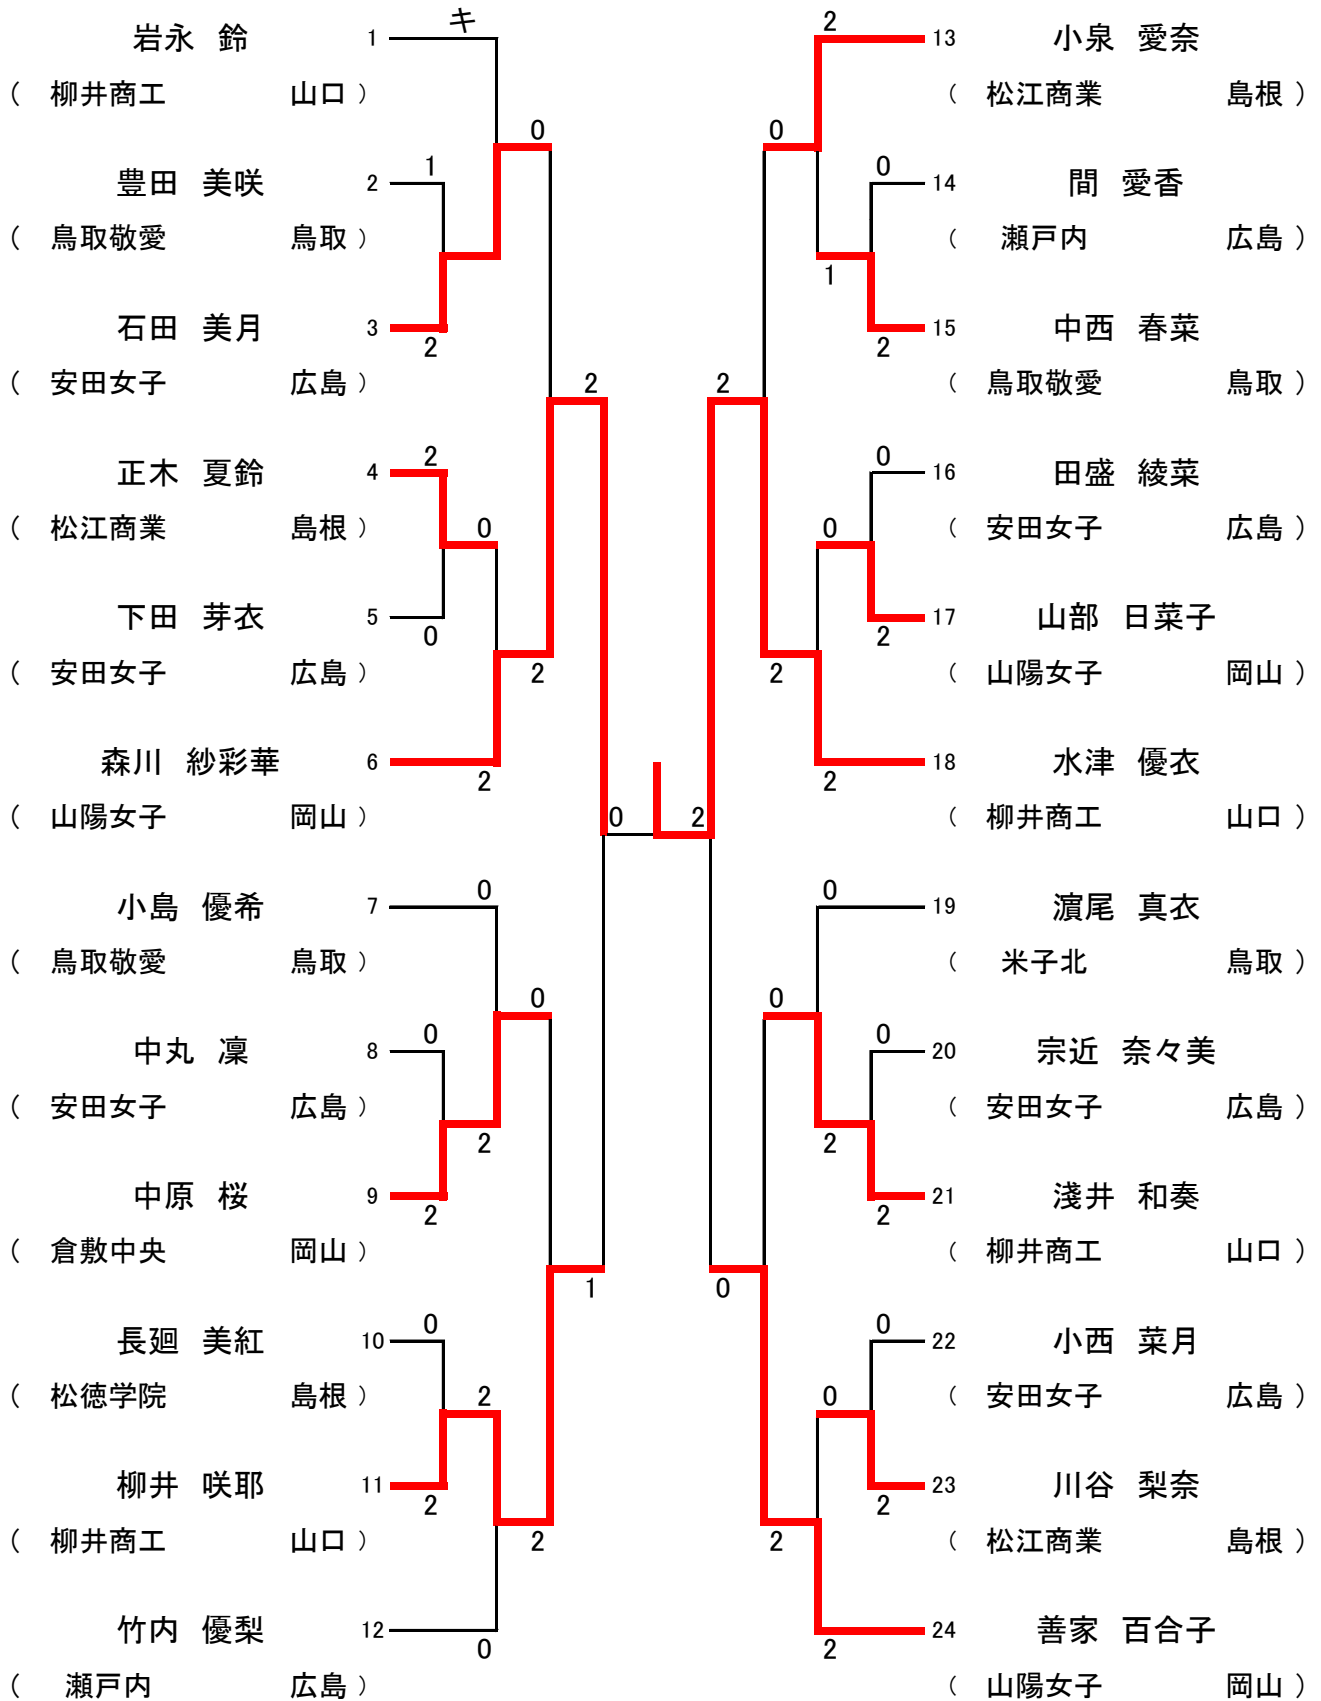 岩永 鈴 1 キ
( 柳井商工 山口 )
0
豊田 美咲 2 1
( 鳥取敬愛 鳥取 )
石田 美月 3 2
( 安田女子 広島 )
2
正木 夏鈴 4 2
( 松江商業 島根 ) 0
下田 芽衣 5 0
( 安田女子 広島 ) 2
森川 紗彩華 6 2
( 山陽女子 岡山 ) 0
小島 優希 7 0
( 鳥取敬愛 鳥取 )
0
中丸 凜 8 0
( 安田女子 広島 ) 2
中原 桜 9 2
( 倉敷中央 岡山 )
1
長廻 美紅 10 0
( 松徳学院 島根 ) 2
柳井 咲耶 11 2
( 柳井商工 山口 ) 2
竹内 優梨 12 0
( 瀬戸内 広島 )
2 13 小泉 愛奈
( 松江商業 島根 )
0
0 14 間 愛香
( 瀬戸内 広島 )
1
2 15 中西 春菜
( 鳥取敬愛 鳥取 )
2
0 16 田盛 綾菜
0 ( 安田女子 広島 )
2 17 山部 日菜子
2 ( 山陽女子 岡山 )
2 18 水津 優衣
2 ( 柳井商工 山口 )
0 19 濵尾 真衣
( 米子北 鳥取 )
0
0 20 宗近 奈々美
( 安田女子 広島 )
2
2 21 淺井 和奏
( 柳井商工 山口 )
0
0 22 小西 菜月
0 ( 安田女子 広島 )
2 23 川谷 梨奈
2 ( 松江商業 島根 )
2 24 善家 百合子
( 山陽女子 岡山 )